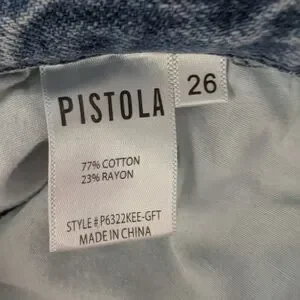 PISTOLA
26
77% COTTON
23% RAYON
STYLE # P6322KEE-GFT
MADE IN CHINA